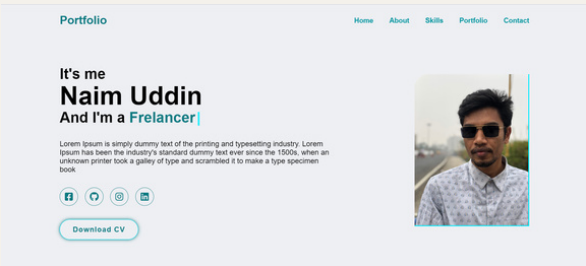 Portfolio
Home About Skills Portfolio Contact
It's me
Naim Uddin
And I'm a Frelancer
Lorem Ipsum is simply dummy text of the printing and typesetting industry. Lorem
Ipsum has been the industry's standard dummy text ever since the 1500s, when an
unknown printer took a galley of type and scrambled it to make a type specimen
book
Download CV